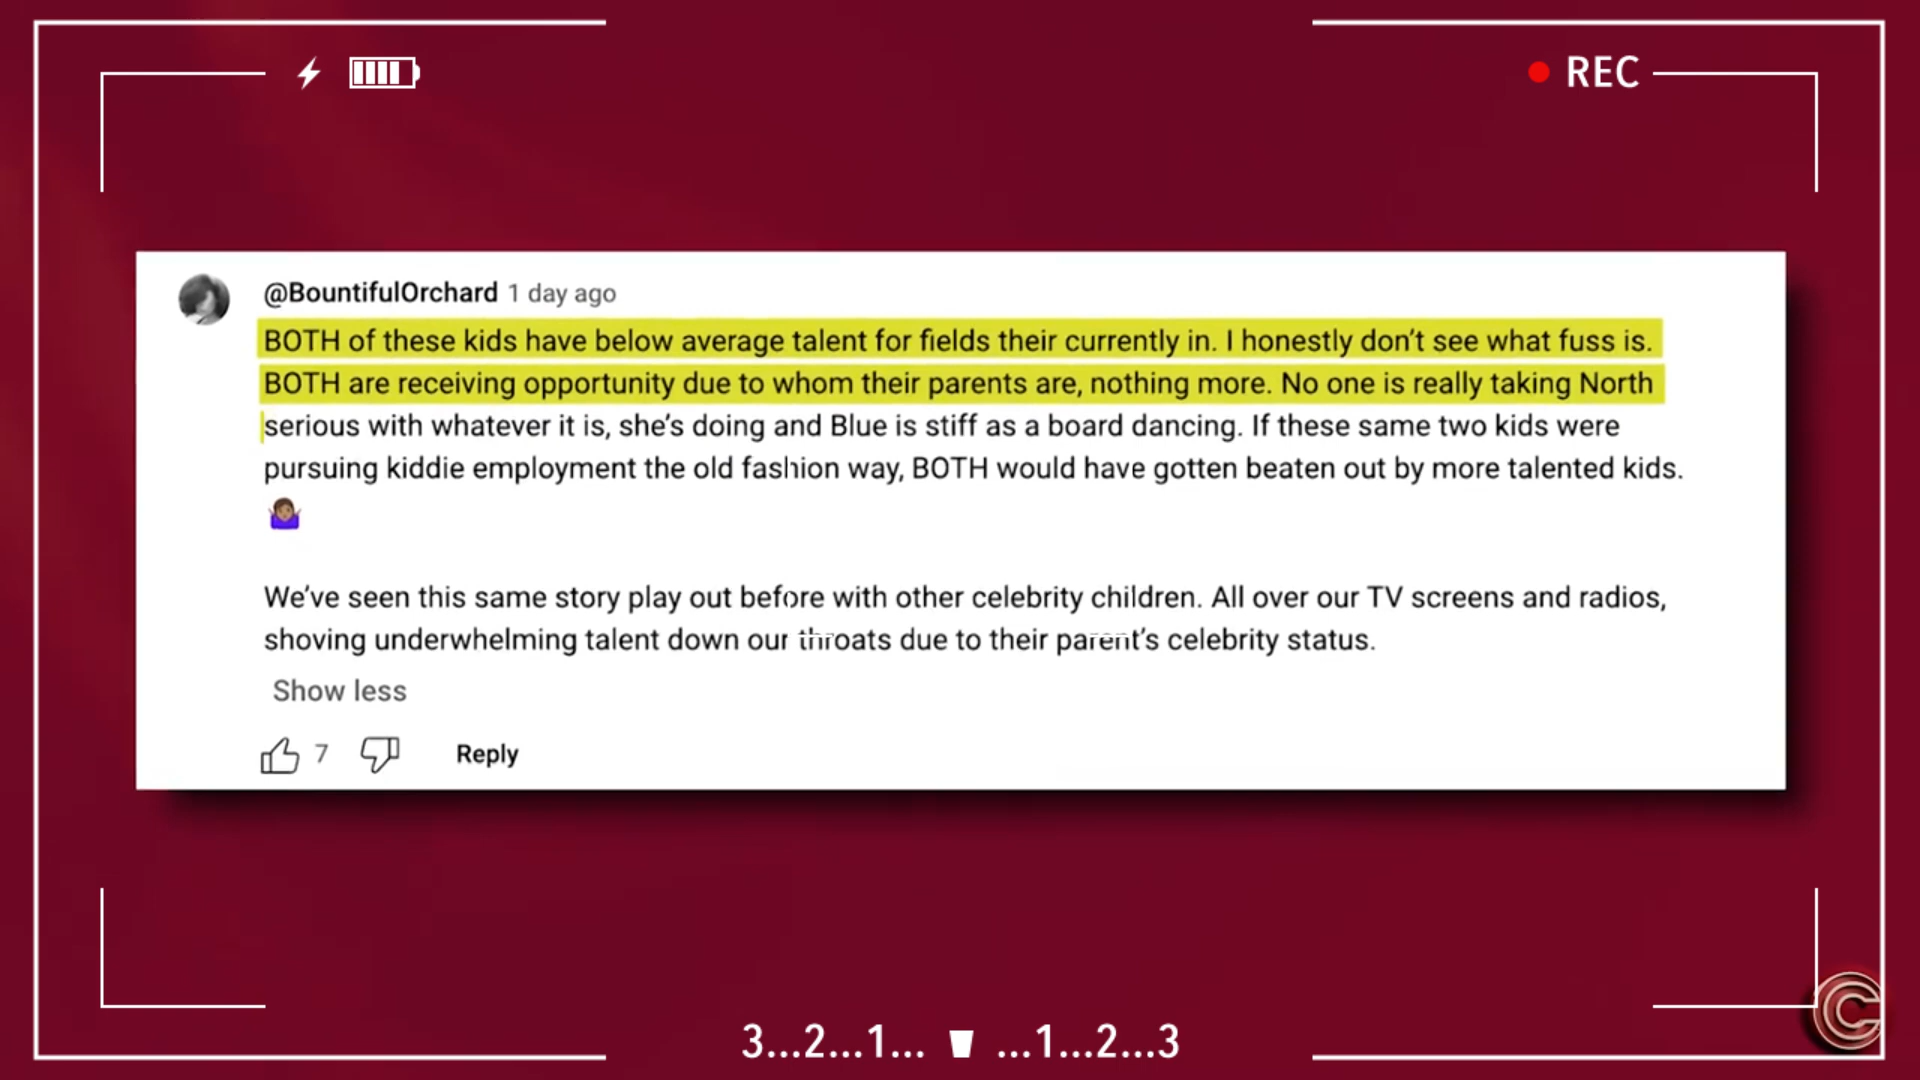 REC
@BountifulOrchard 1 day ago
BOTH of these kids have below average talent for fields their currently in. I honestly don’t see what fuss is.
BOTH are receiving opportunity due to whom their parents are, nothing more. No one is really taking North
serious with whatever it is, she’s doing and Blue is stiff as a board dancing. If these same two kids were
pursuing kiddie employment the old fashion way, BOTH would have gotten beaten out by more talented kids.
🤷🏽‍♀️
We’ve seen this same story play out before with other celebrity children. All over our TV screens and radios,
shoving underwhelming talent down our throats due to their parent’s celebrity status.
Show less
7 Reply
3...2...1... ...1...2...3
C